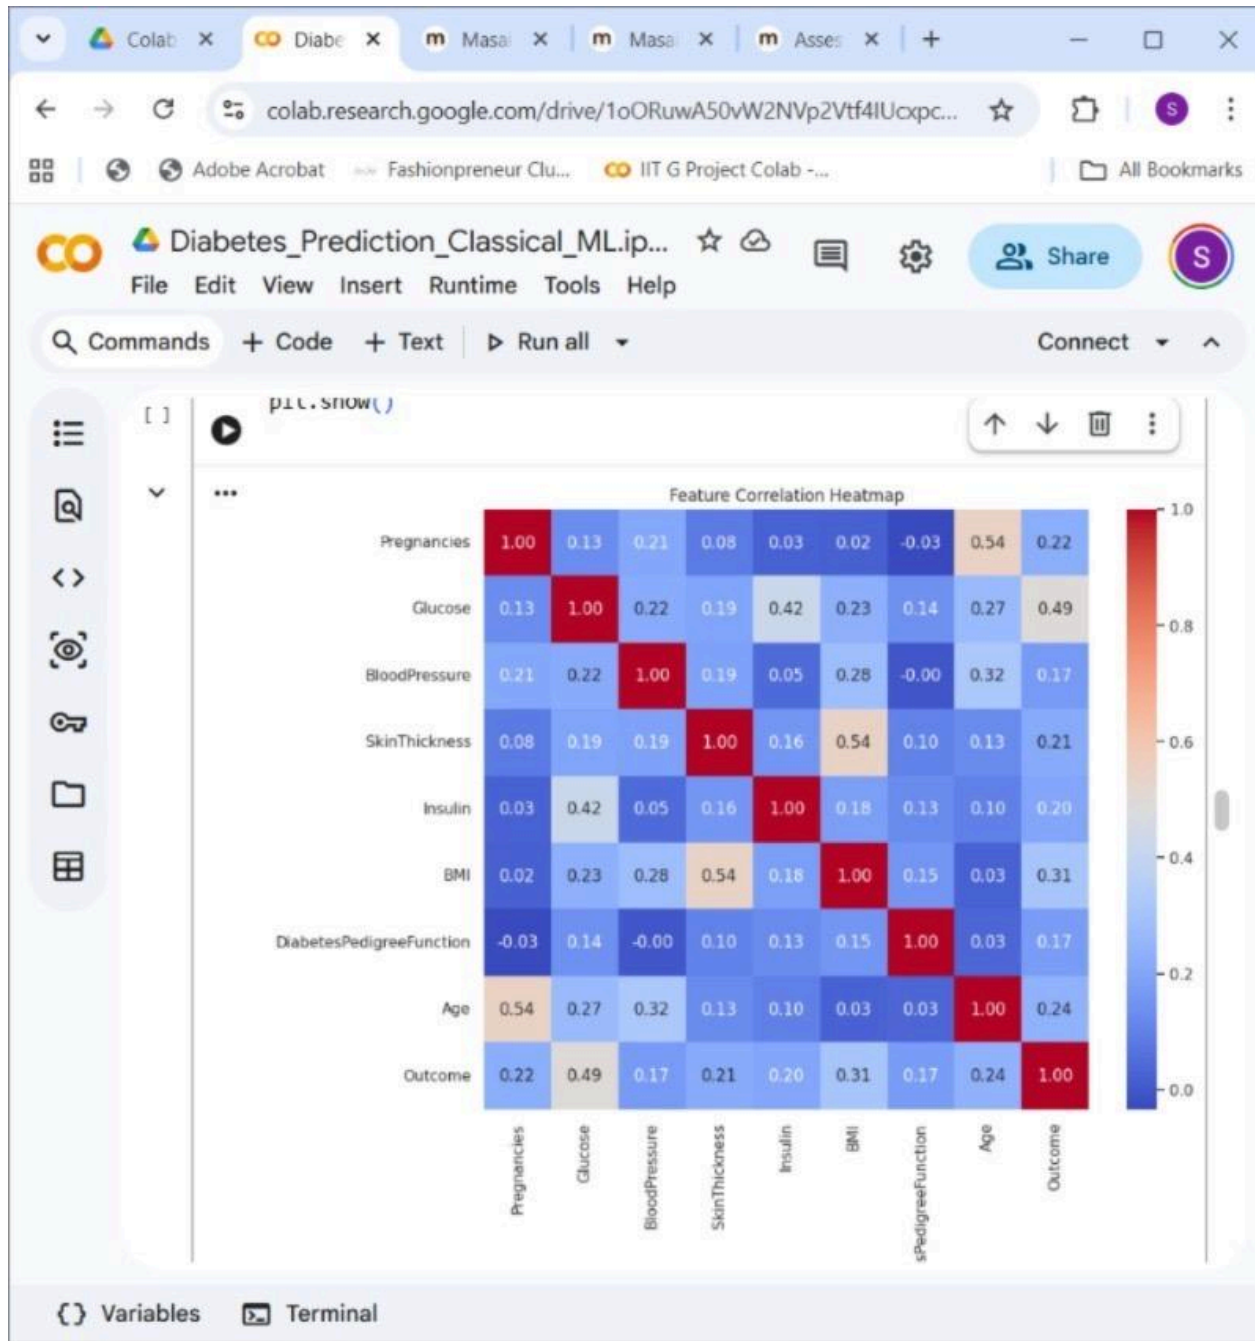 Colab
Diabe
Masai
Masai
Asses
colab.research.google.com/drive/1oORuwA50vW2NVp2Vtf4IUcxpc...
S
Adobe Acrobat
Fashionpreneur Clu...
IIT G Project Colab -...
All Bookmarks
Diabetes_Prediction_Classical_ML.ip...
Share
S
File Edit View Insert Runtime Tools Help
Commands + Code + Text Run all
Connect
[ ]
plt.show()
Feature Correlation Heatmap
Pregnancies 1.00 0.13 0.21 0.08 0.03 0.02 -0.03 0.54 0.22
Glucose 0.13 1.00 0.22 0.19 0.42 0.23 0.14 0.27 0.49
BloodPressure 0.21 0.22 1.00 0.19 0.05 0.28 -0.00 0.32 0.17
SkinThickness 0.08 0.19 0.19 1.00 0.16 0.54 0.10 0.13 0.21
Insulin 0.03 0.42 0.05 0.16 1.00 0.18 0.13 0.10 0.20
BMI 0.02 0.23 0.28 0.54 0.18 1.00 0.15 0.03 0.31
DiabetesPedigreeFunction -0.03 0.14 -0.00 0.10 0.13 0.15 1.00 0.03 0.17
Age 0.54 0.27 0.32 0.13 0.10 0.03 0.03 1.00 0.24
Outcome 0.22 0.49 0.17 0.21 0.20 0.31 0.17 0.24 1.00
Pregnancies
Glucose
BloodPressure
SkinThickness
Insulin
BMI
sPedigreeFunction
Age
Outcome
1.0
0.8
0.6
0.4
0.2
0.0
{} Variables
Terminal